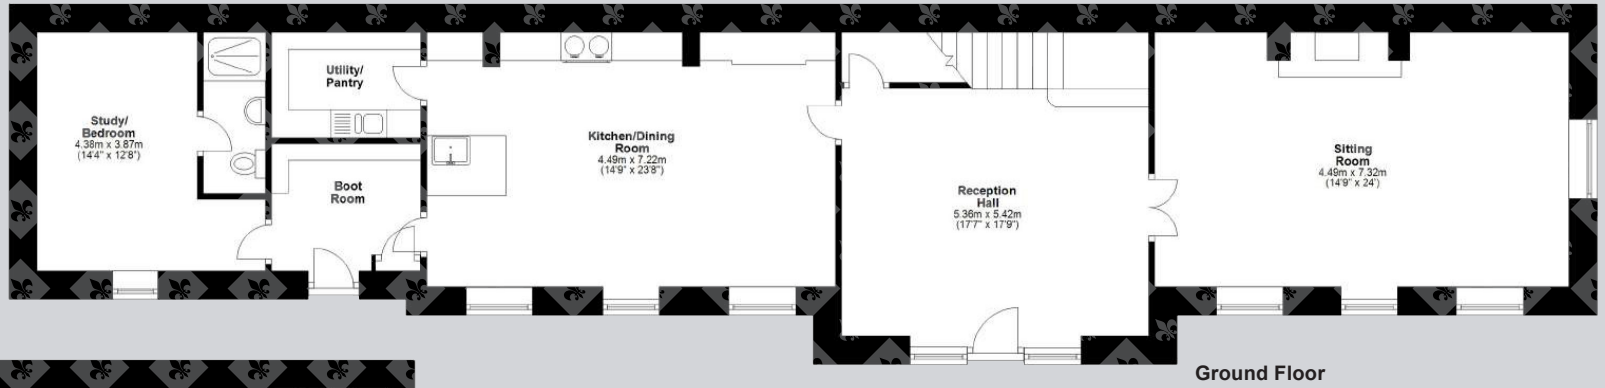 Study/
Bedroom
4.38m x 3.87m
(14'4" x 12'8")
Utility/
Pantry
Boot
Room
Kitchen/Dining
Room
4.49m x 7.22m
(14'9" x 23'8")
Reception
Hall
5.36m x 5.42m
(17'7" x 17'9")
Sitting
Room
4.49m x 7.32m
(14'9" x 24')
Ground Floor